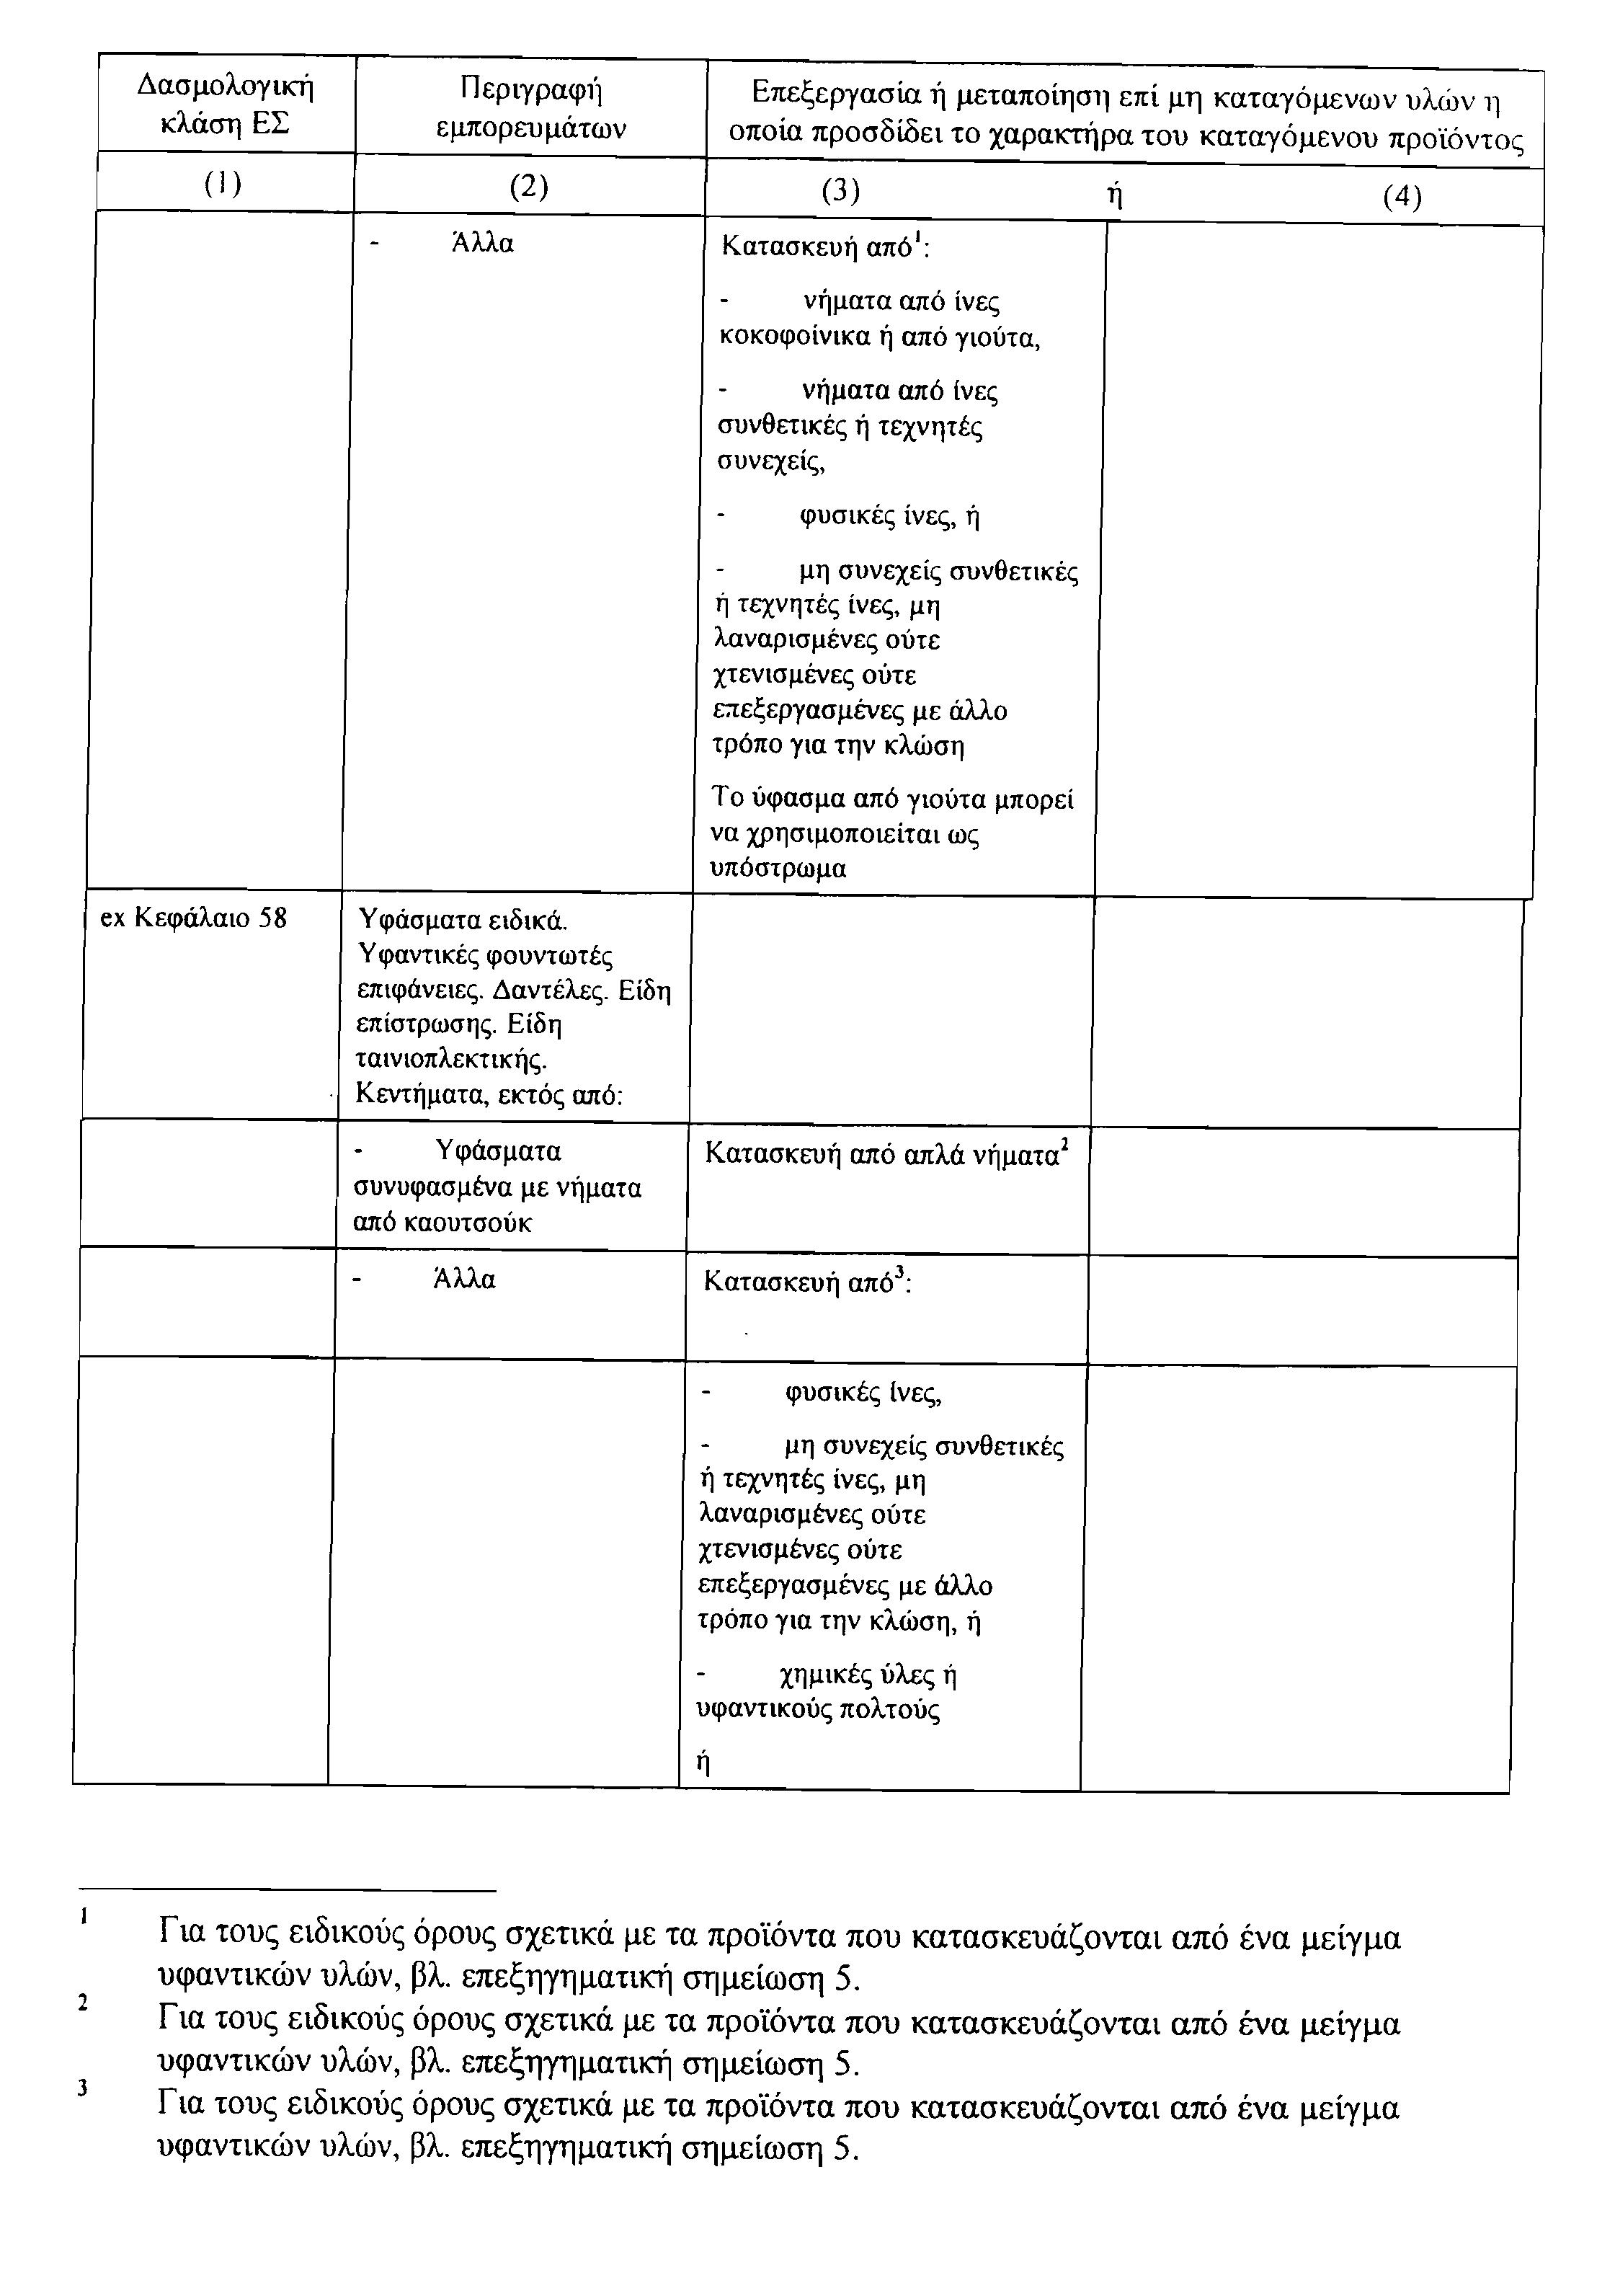 Δασμολογική
κλάση ΕΣ
Περιγραφή
εμπορευμάτων
Επεξεργασία ή μεταποίηση επί μη καταγόμενων υλών η
οποία προσδίδει το χαρακτήρα του καταγόμενου προϊόντος
(1)
(2)
(3) ή (4)
- Άλλα
Κατασκευή από¹:
- νήματα από ίνες
κοκοφοίνικα ή από γιούτα,
- νήματα από ίνες
συνθετικές ή τεχνητές
συνεχείς,
- φυσικές ίνες, ή
- μη συνεχείς συνθετικές
ή τεχνητές ίνες, μη
λαναρισμένες ούτε
χτενισμένες ούτε
επεξεργασμένες με άλλο
τρόπο για την κλώση
Το ύφασμα από γιούτα μπορεί
να χρησιμοποιείται ως
υπόστρωμα
ex Κεφάλαιο 58
Υφάσματα ειδικά.
Υφαντικές φουντωτές
επιφάνειες. Δαντέλες. Είδη
επίστρωσης. Είδη
ταινιοπλεκτικής.
Κεντήματα, εκτός από:
- Υφάσματα
συνυφασμένα με νήματα
από καουτσούκ
Κατασκευή από απλά νήματα²
- Άλλα
Κατασκευή από³:
- φυσικές ίνες,
- μη συνεχείς συνθετικές
ή τεχνητές ίνες, μη
λαναρισμένες ούτε
χτενισμένες ούτε
επεξεργασμένες με άλλο
τρόπο για την κλώση, ή
- χημικές ύλες ή
υφαντικούς πολτούς
ή
¹ Για τους ειδικούς όρους σχετικά με τα προϊόντα που κατασκευάζονται από ένα μείγμα
υφαντικών υλών, βλ. επεξηγηματική σημείωση 5.
² Για τους ειδικούς όρους σχετικά με τα προϊόντα που κατασκευάζονται από ένα μείγμα
υφαντικών υλών, βλ. επεξηγηματική σημείωση 5.
³ Για τους ειδικούς όρους σχετικά με τα προϊόντα που κατασκευάζονται από ένα μείγμα
υφαντικών υλών, βλ. επεξηγηματική σημείωση 5.